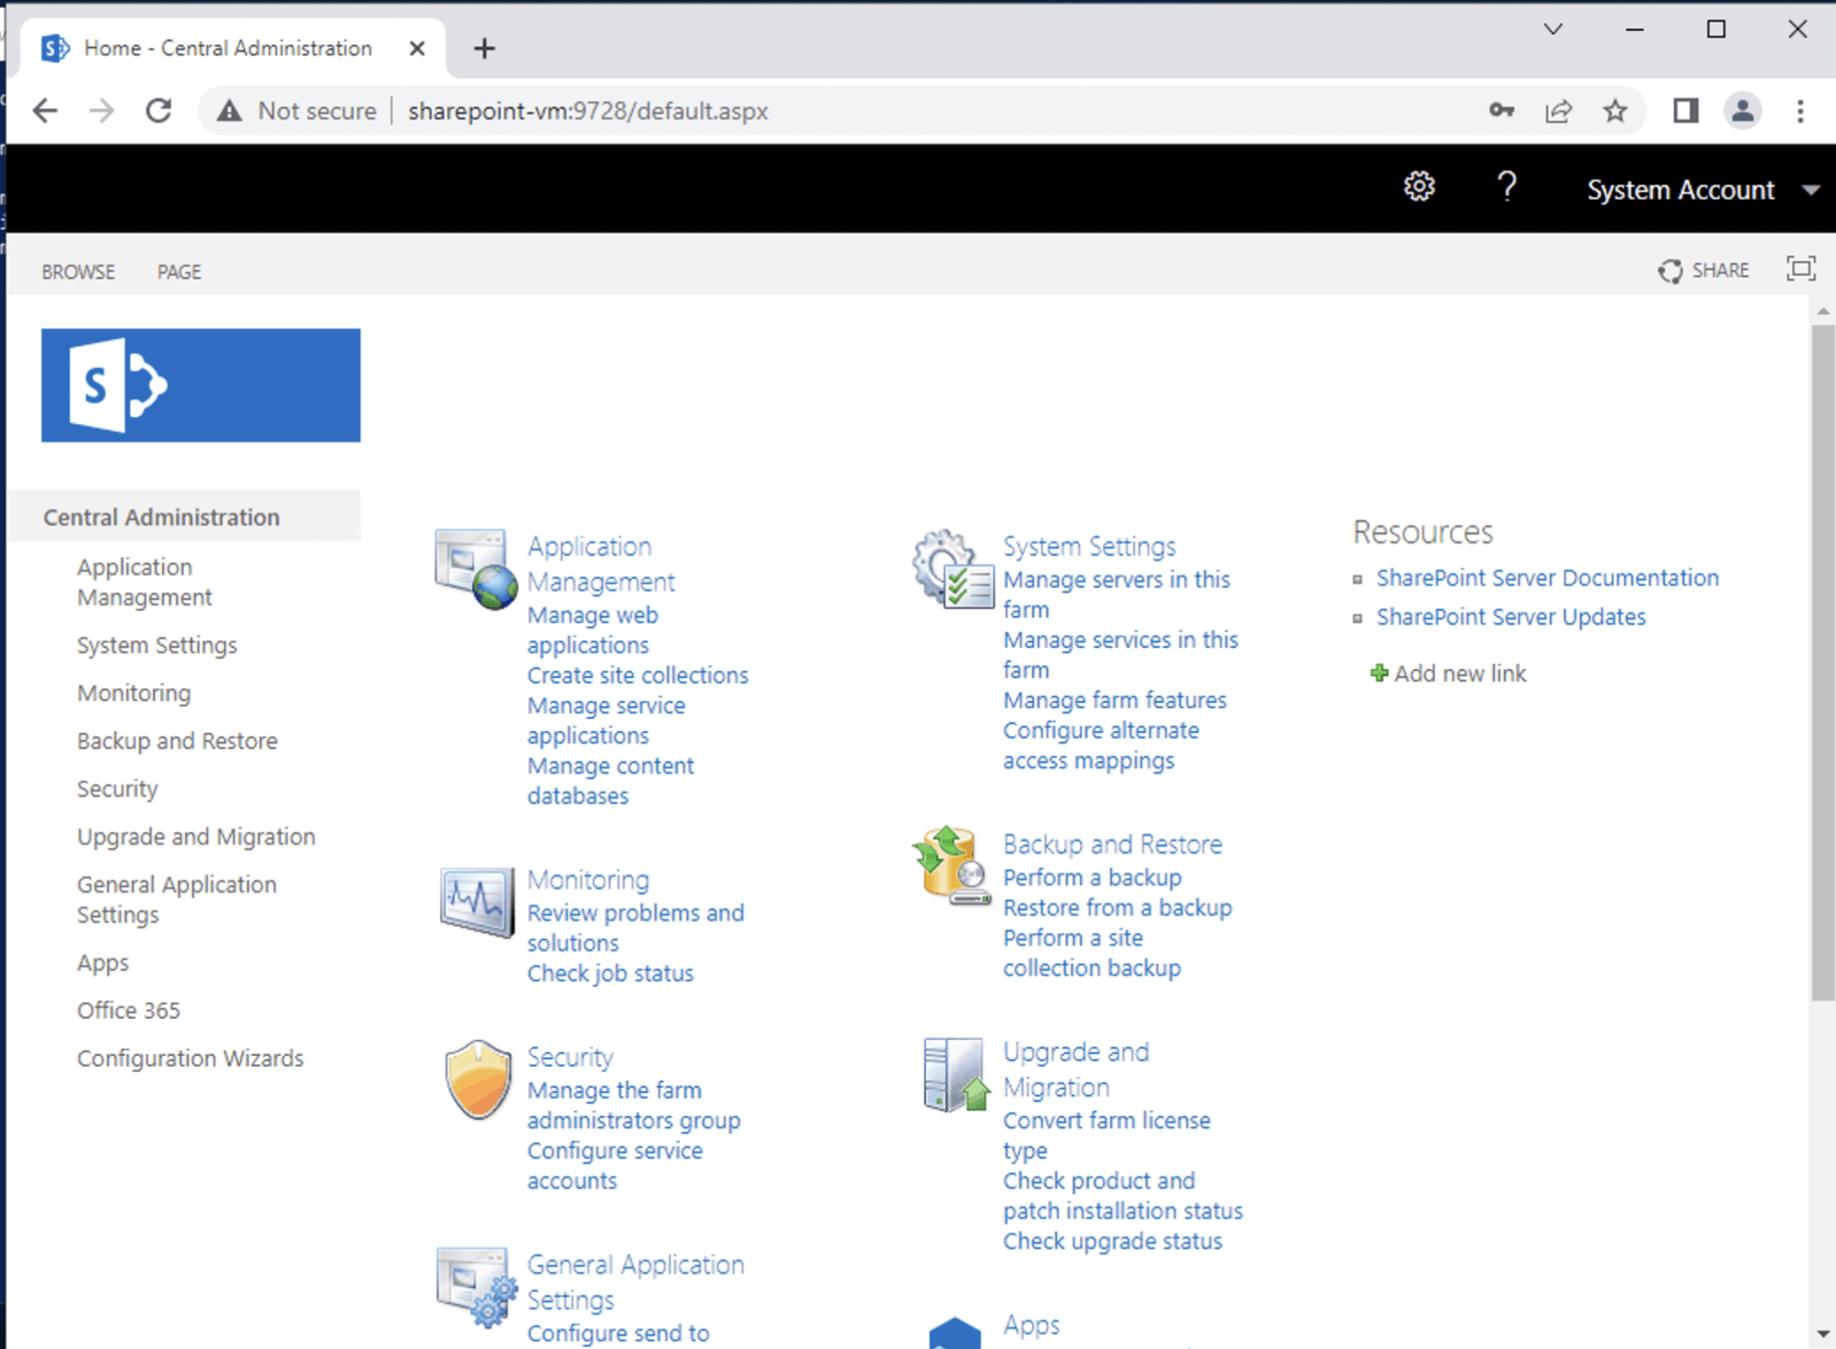 Home - Central Administration
Not secure
sharepoint-vm:9728/default.aspx
System Account
BROWSE
PAGE
SHARE
S
Central Administration
Application
Management
System Settings
Monitoring
Backup and Restore
Security
Upgrade and Migration
General Application
Settings
Apps
Office 365
Configuration Wizards
Application
Management
Manage web
applications
Create site collections
Manage service
applications
Manage content
databases
Monitoring
Review problems and
solutions
Check job status
Security
Manage the farm
administrators group
Configure service
accounts
General Application
Settings
Configure send to
System Settings
Manage servers in this
farm
Manage services in this
farm
Manage farm features
Configure alternate
access mappings
Backup and Restore
Perform a backup
Restore from a backup
Perform a site
collection backup
Upgrade and
Migration
Convert farm license
type
Check product and
patch installation status
Check upgrade status
Apps
Resources
SharePoint Server Documentation
SharePoint Server Updates
Add new link